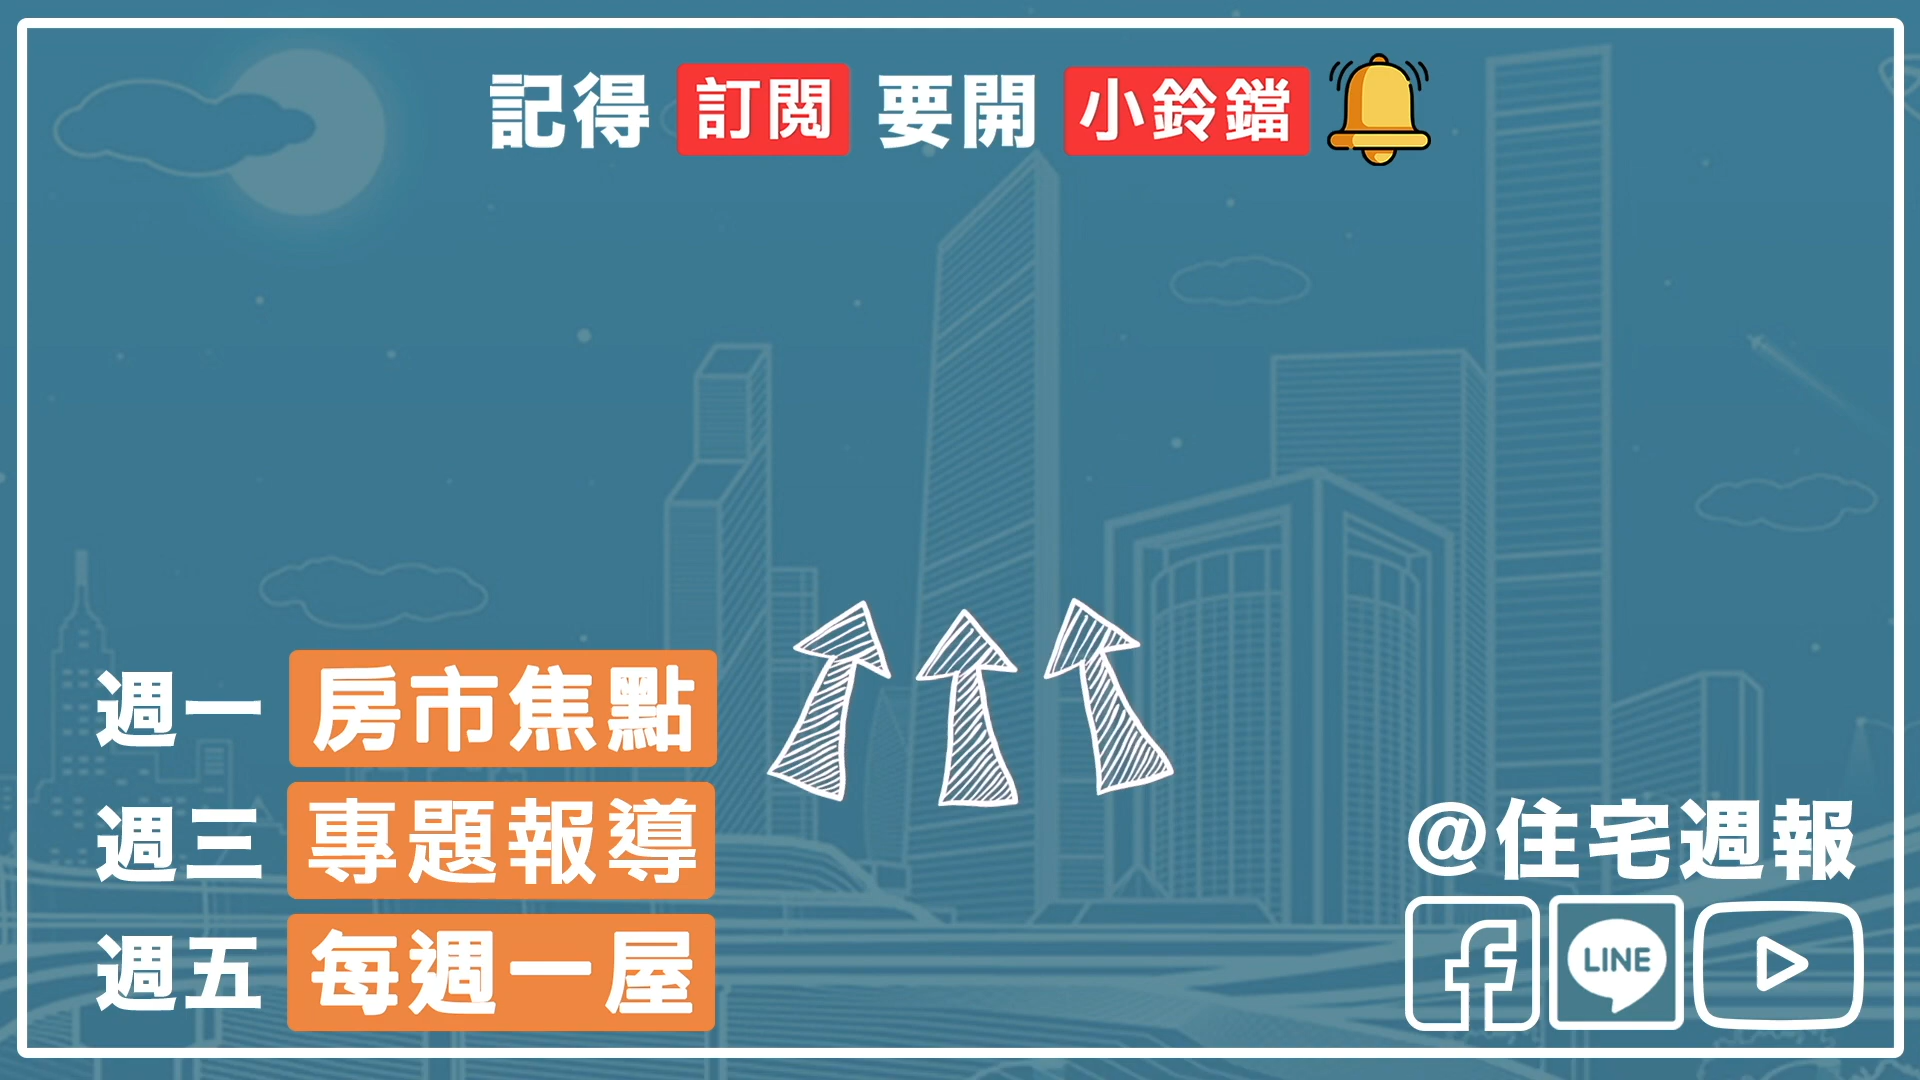 記得 訂閱 要開 小鈴鐺
週一 房市焦點
週三 專題報導
週五 每週一屋
@住宅週報
LINE